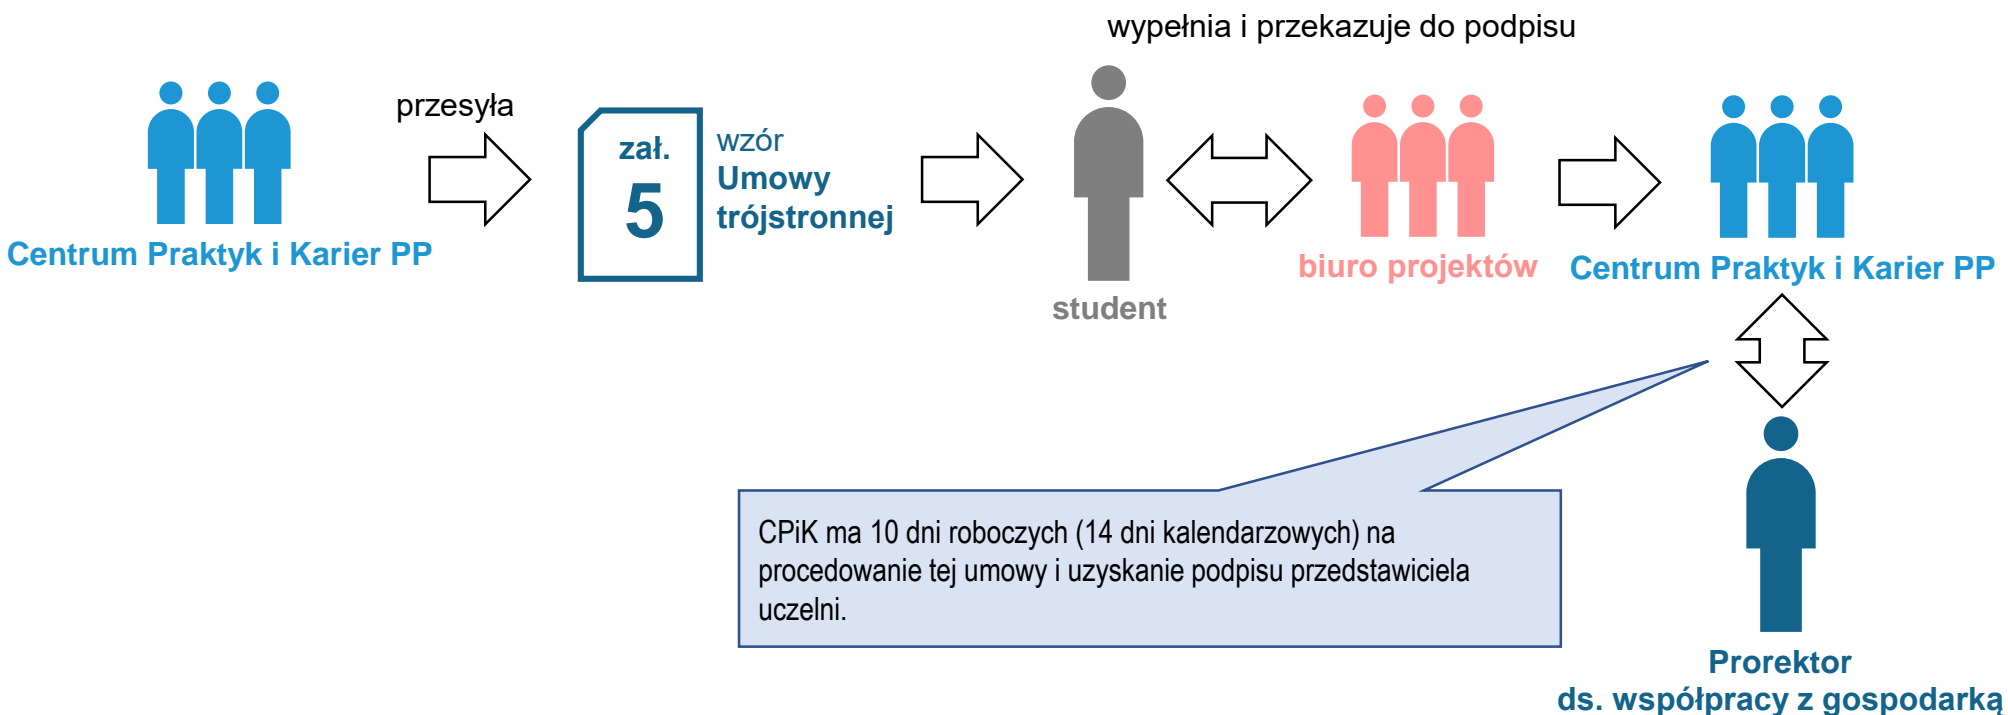 wypełnia i przekazuje do podpisu
przesyła
zał.
5
wzór
Umowy
trójstronnej
Centrum Praktyk i Karier PP
student
biuro projektów
Centrum Praktyk i Karier PP
CPiK ma 10 dni roboczych (14 dni kalendarzowych) na
procedowanie tej umowy i uzyskanie podpisu przedstawiciela
uczelni.
Prorektor
ds. współpracy z gospodarką